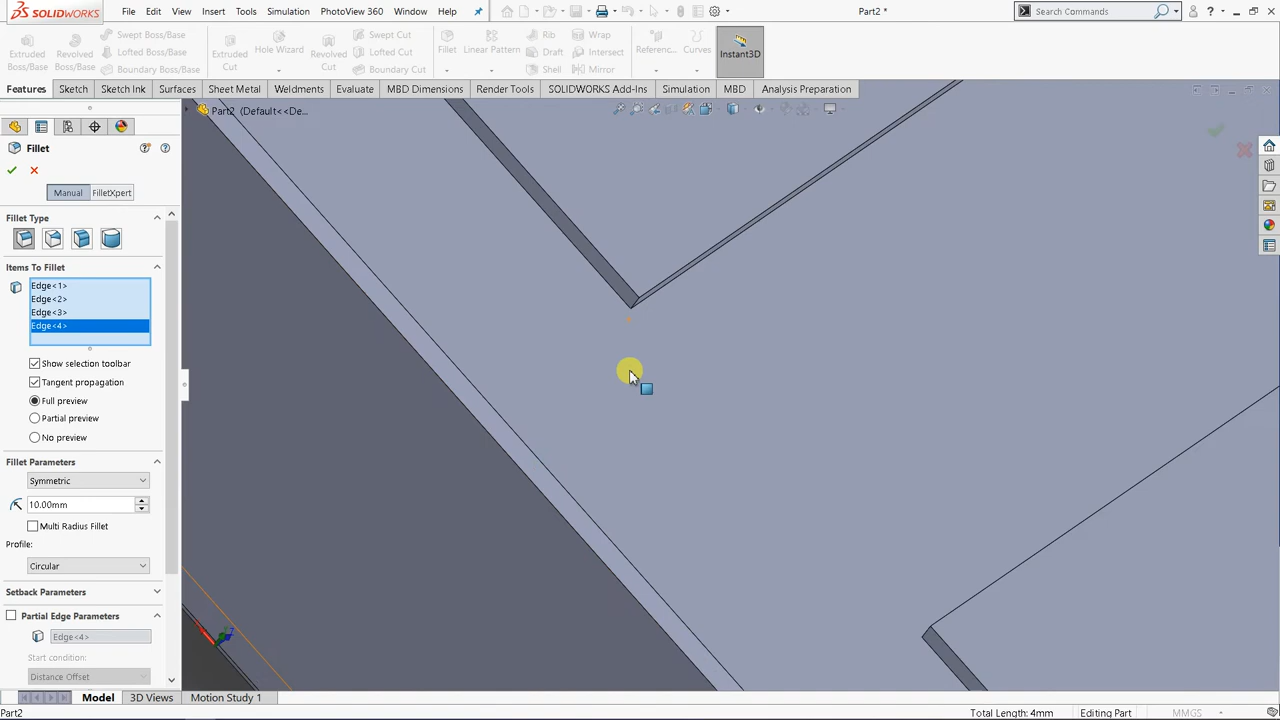 SOLIDWORKS File Edit View Insert Tools Simulation PhotoView 360 Window Help Part2 * Search Commands
Extruded Boss/Base
Revolved Boss/Base
Swept Boss/Base
Lofted Boss/Base
Boundary Boss/Base
Extruded Cut
Hole Wizard
Revolved Cut
Swept Cut
Lofted Cut
Boundary Cut
Fillet
Linear Pattern
Rib
Draft
Shell
Wrap
Intersect
Mirror
Referenc...
Curves
Instant3D
Features Sketch Sketch Ink Surfaces Sheet Metal Weldments Evaluate MBD Dimensions Render Tools SOLIDWORKS Add-Ins Simulation MBD Analysis Preparation
Part2 (Default<<De...
Fillet
Manual FilletXpert
Fillet Type
Items To Fillet
Edge<1>
Edge<2>
Edge<3>
Edge<4>
Show selection toolbar
Tangent propagation
Full preview
Partial preview
No preview
Fillet Parameters
Symmetric
10.00mm
Multi Radius Fillet
Profile:
Circular
Setback Parameters
Partial Edge Parameters
Edge<4>
Start condition:
Distance Offset
Model 3D Views Motion Study 1
Part2 Total Length: 4mm Editing Part MMGS